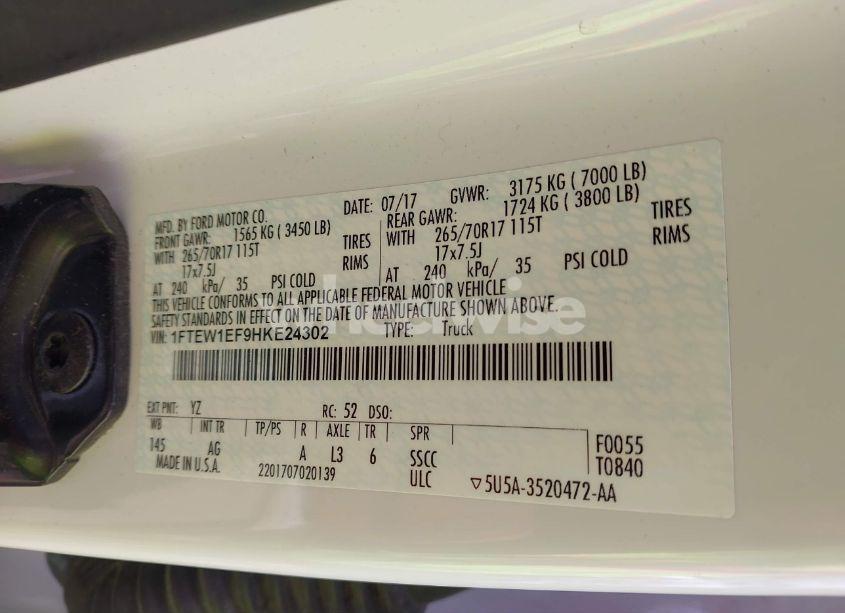 MFD. BY FORD MOTOR CO.
DATE: 07/17
GVWR: 3175 KG ( 7000 LB)
FRONT GAWR: 1565 KG ( 3450 LB)
REAR GAWR: 1724 KG ( 3800 LB)
WITH 265/70R17 115T TIRES
WITH 265/70R17 115T TIRES
17x7.5J RIMS
17x7.5J RIMS
AT 240 kPa/ 35 PSI COLD
AT 240 kPa/ 35 PSI COLD
THIS VEHICLE CONFORMS TO ALL APPLICABLE FEDERAL MOTOR VEHICLE
SAFETY STANDARDS IN EFFECT ON THE DATE OF MANUFACTURE SHOWN ABOVE.
VIN: 1FTEW1EF9HKE24302 TYPE: Truck
EXT PNT: YZ RC: 52 DSO:
WB INT TR TP/PS R AXLE TR SPR
145 AG A L3 6 SSCC
F0055
T0840
MADE IN U.S.A. 2201707020139 ULC
▽5U5A-3520472-AA